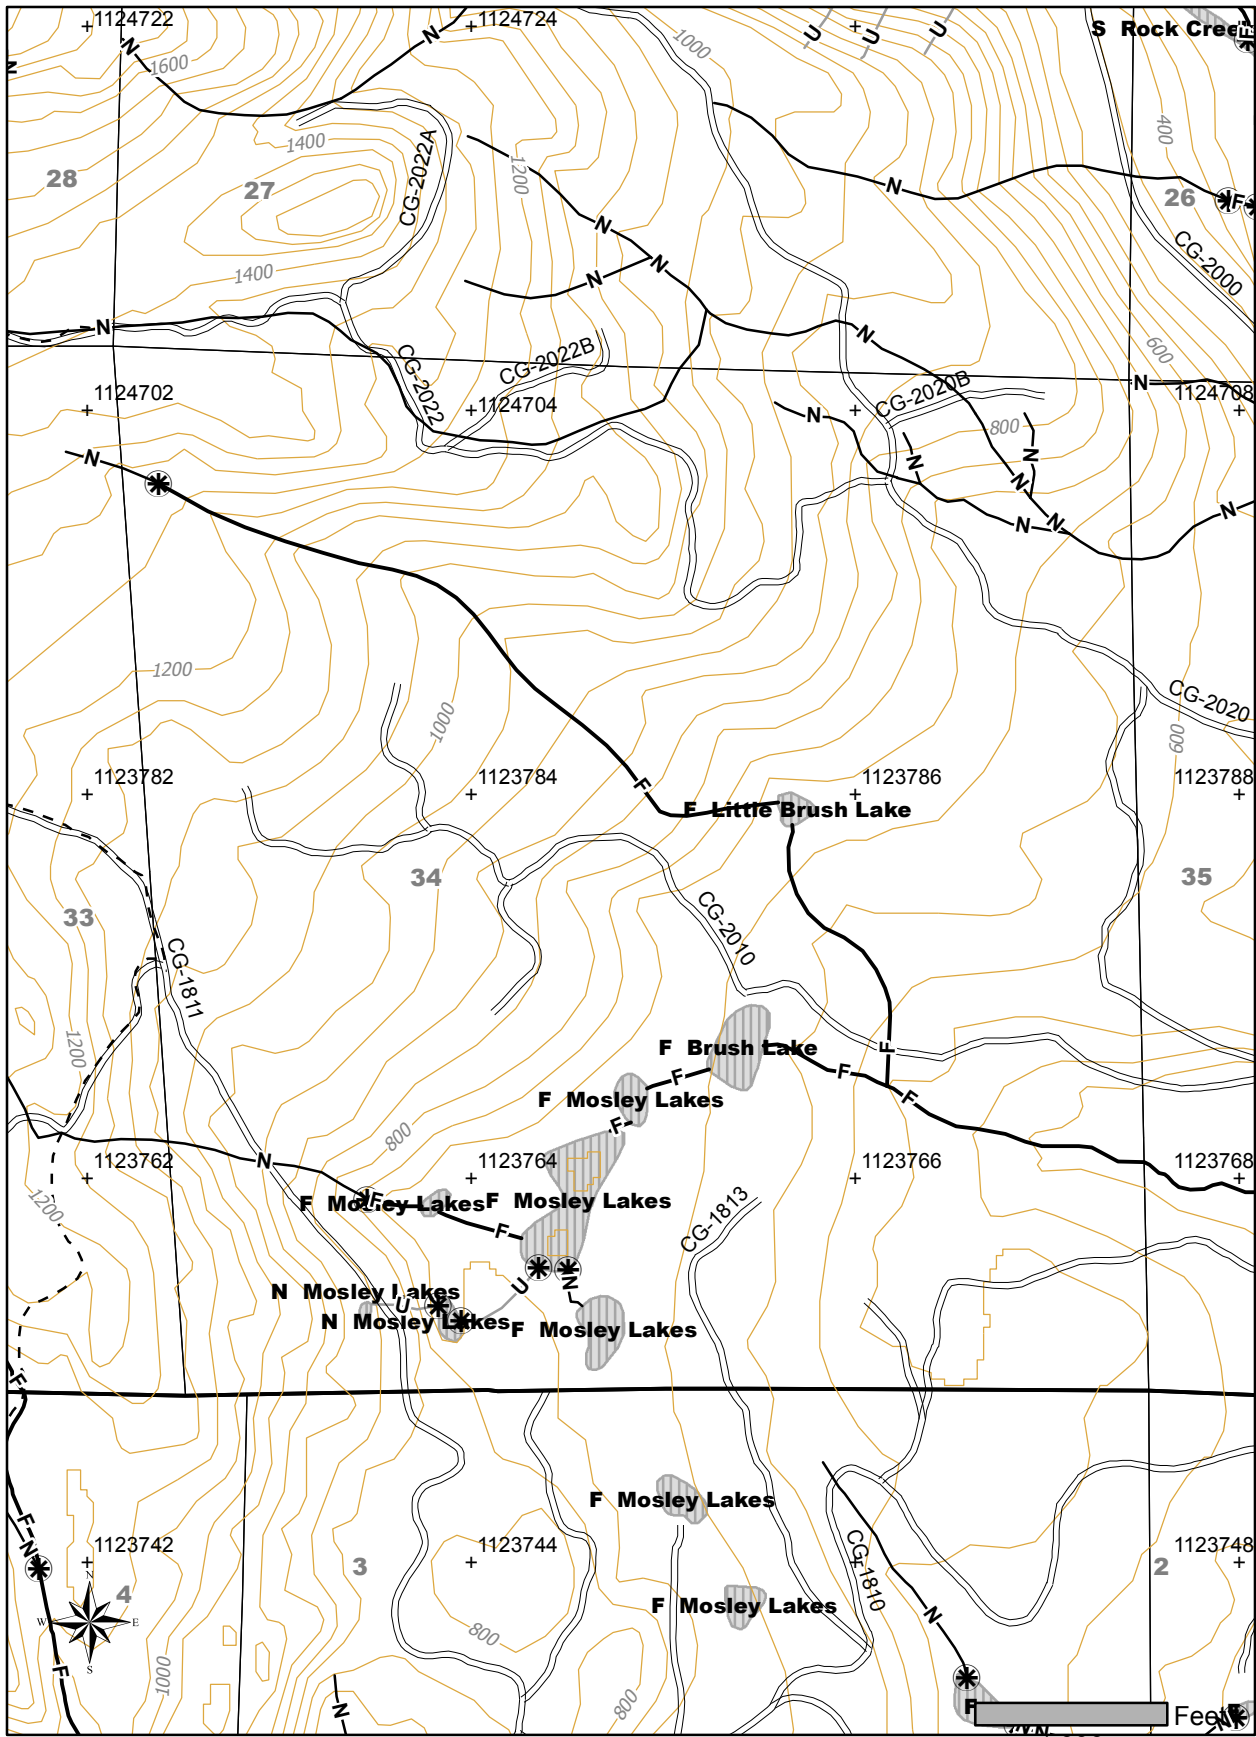 1124722
1124724
S Rock Cree
N
N
U
U
U
F
N
1600
1000
1400
CG-2022A
1200
400
28
27
N
26
F
N
CG-2000
1400
N
N
N
N
600
CG-2022B
CG-2022
CG-2020B
N
1124702
1124704
1124708
N
800
N
N
N
N
N
N
N
1200
1000
CG-2020
600
1123782
1123784
1123786
1123788
F
F Little Brush Lake
34
35
33
CG-2010
CG-1811
1200
F Brush Lake
F
F
F
F Mosley Lakes
F
F
800
1123762
N
1123764
1123766
1123768
1200
F Mosley Lakes
F
F Mosley Lakes
CG-1813
F
N Mosley Lakes
U
U
N
N Mosley Lakes
F Mosley Lakes
F
F Mosley Lakes
F
N
1123742
1123744
1123748
CG-1810
3
2
4
N
W
E
S
F Mosley Lakes
N
800
F
1000
800
N
F
Feet
N
N
N